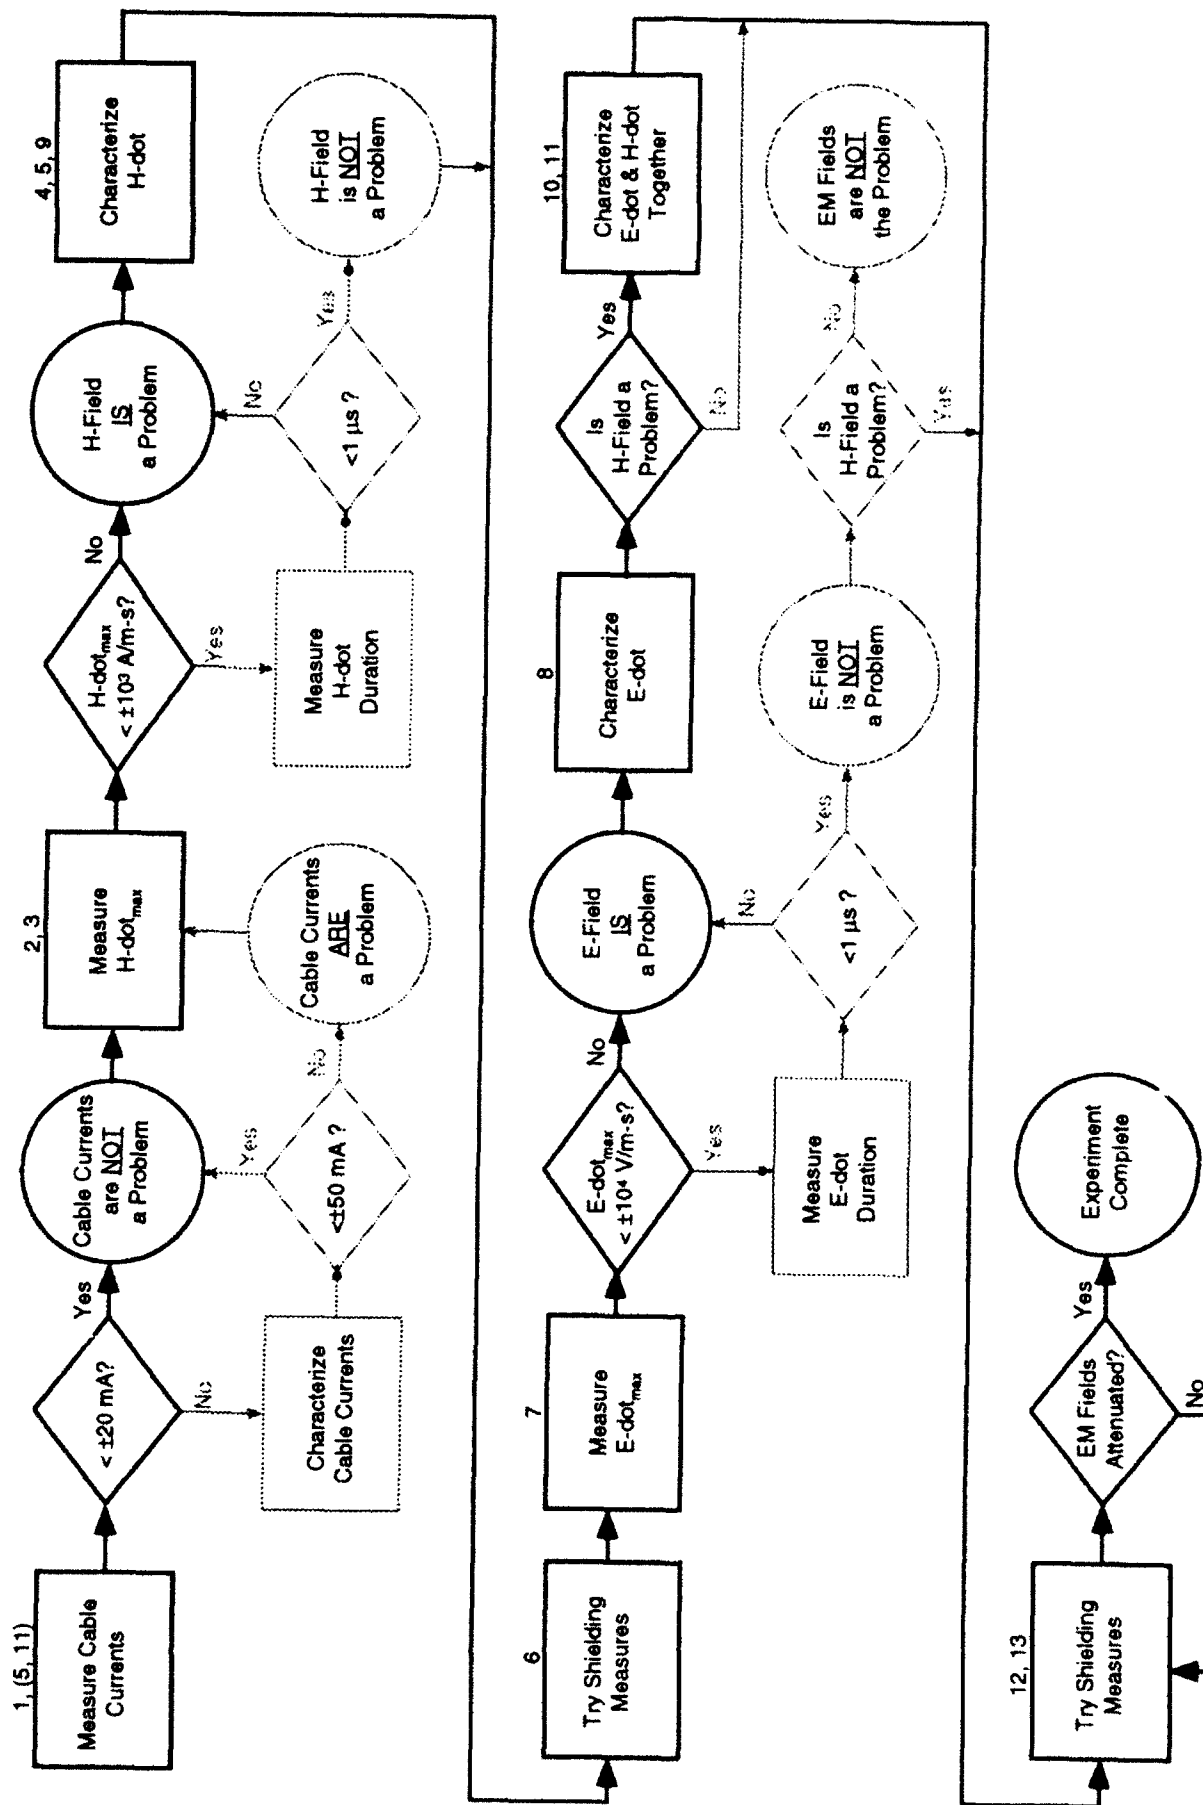 1, (5, 11)
Measure Cable
Currents
< ±20 mA?
Yes
No
Cable Currents
are NOT
a Problem
Characterize
Cable Currents
<±50 mA ?
Yes
No
Cable Currents
ARE
a Problem
2, 3
Measure
H-dotmax
H-dotmax
< ±10³ A/m-s?
No
Yes
H-Field
IS
a Problem
Measure
H-dot
Duration
<1 µs ?
No
Yes
H-Field
is NOT
a Problem
4, 5, 9
Characterize
H-dot
6
Try Shielding
Measures
7
Measure
E-dotmax
E-dotmax
< ±10⁴ V/m-s?
No
Yes
E-Field
IS
a Problem
Measure
E-dot
Duration
<1 µs ?
No
Yes
E-Field
is NOT
a Problem
8
Characterize
E-dot
Is
H-Field a
Problem?
Yes
No
10, 11
Characterize
E-dot & H-dot
Together
Is
H-Field a
Problem?
No
Yes
EM Fields
are NOT
the Problem
12, 13
Try Shielding
Measures
EM Fields
Attenuated?
Yes
No
Experiment
Complete